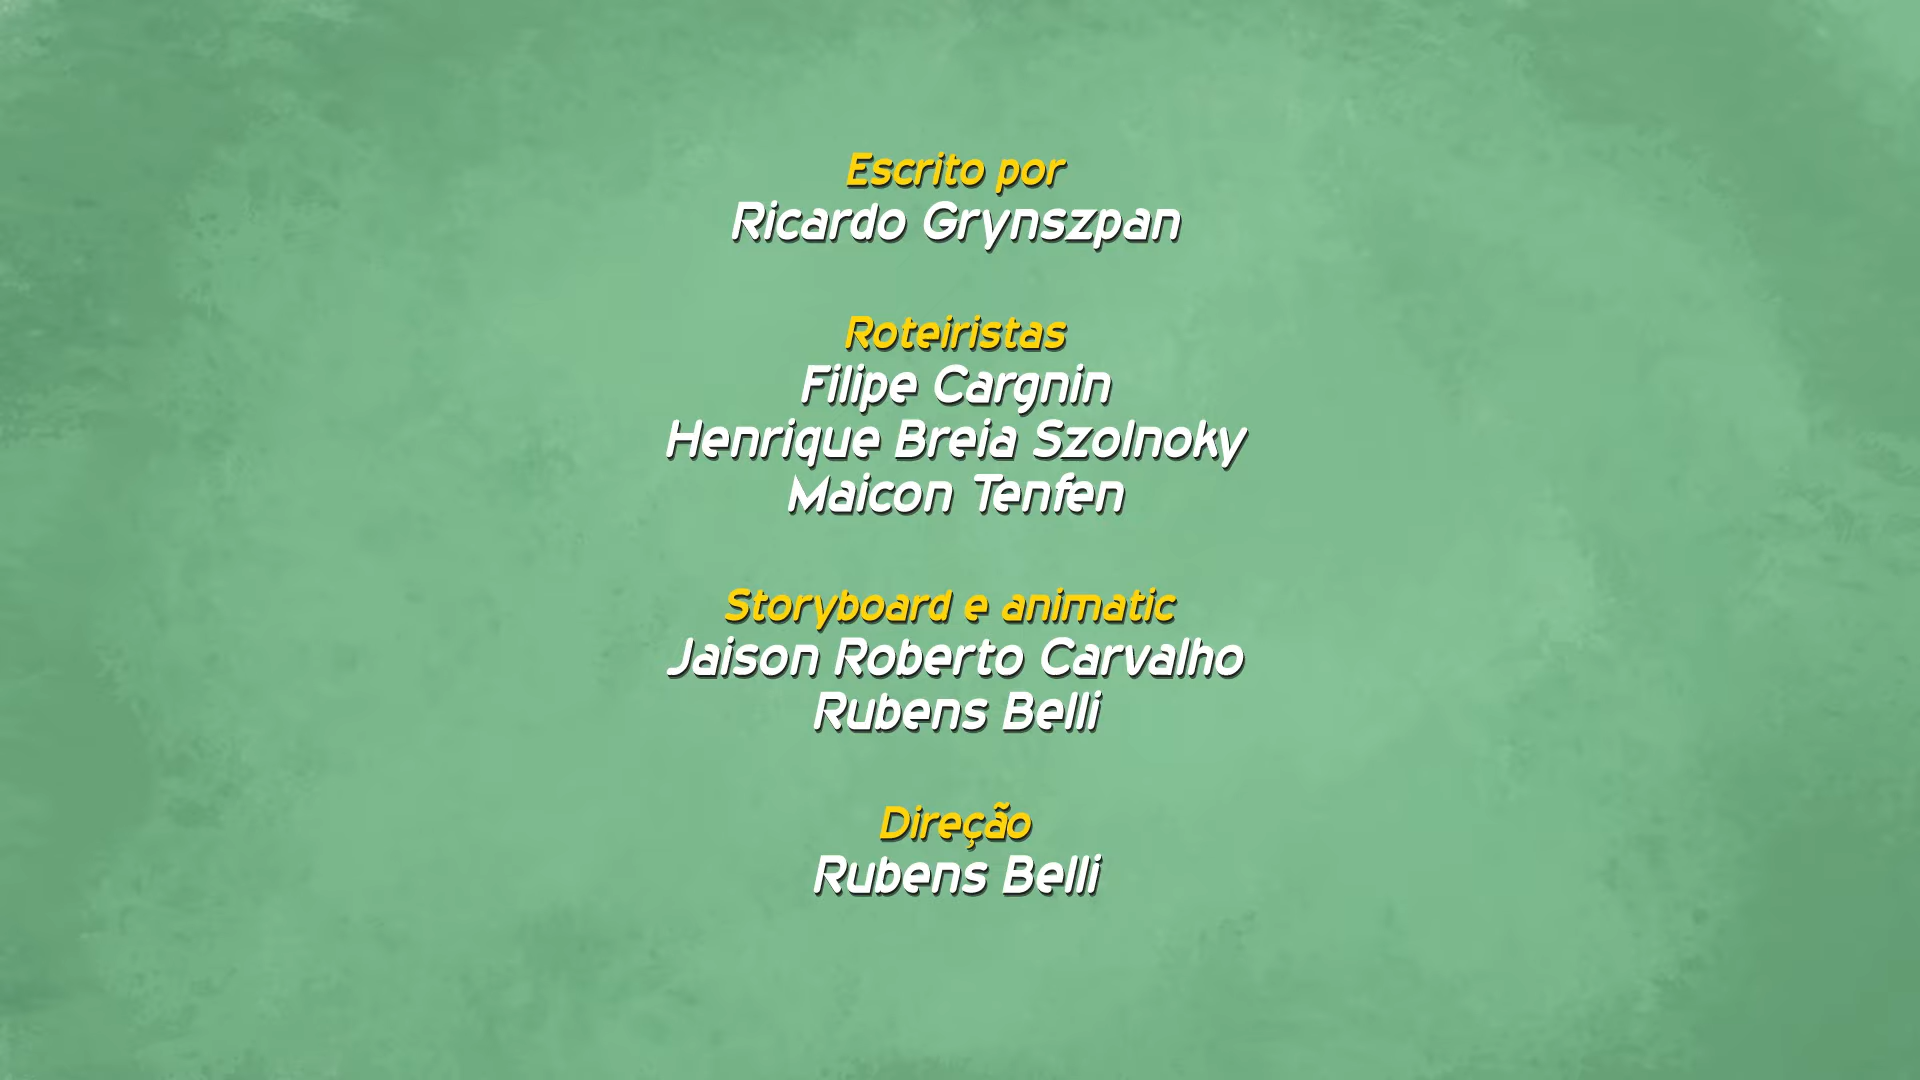 Escrito por
Ricardo Grynszpan
Roteiristas
Filipe Cargnin
Henrique Breia Szolnoky
Maicon Tenfen
Storyboard e animatic
Jaison Roberto Carvalho
Rubens Belli
Direção
Rubens Belli